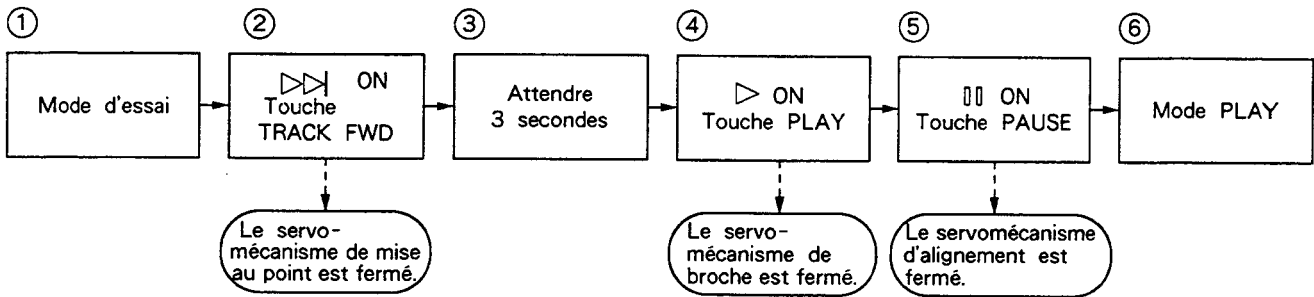 ①
Mode d'essai
②
▷▷| ON
Touche
TRACK FWD
Le servo-
mécanisme de mise
au point est fermé.
③
Attendre
3 secondes
④
▷ ON
Touche PLAY
Le servo-
mécanisme de
broche est fermé.
⑤
▯▯ ON
Touche PAUSE
Le servomécanisme
d'alignement est
fermé.
⑥
Mode PLAY